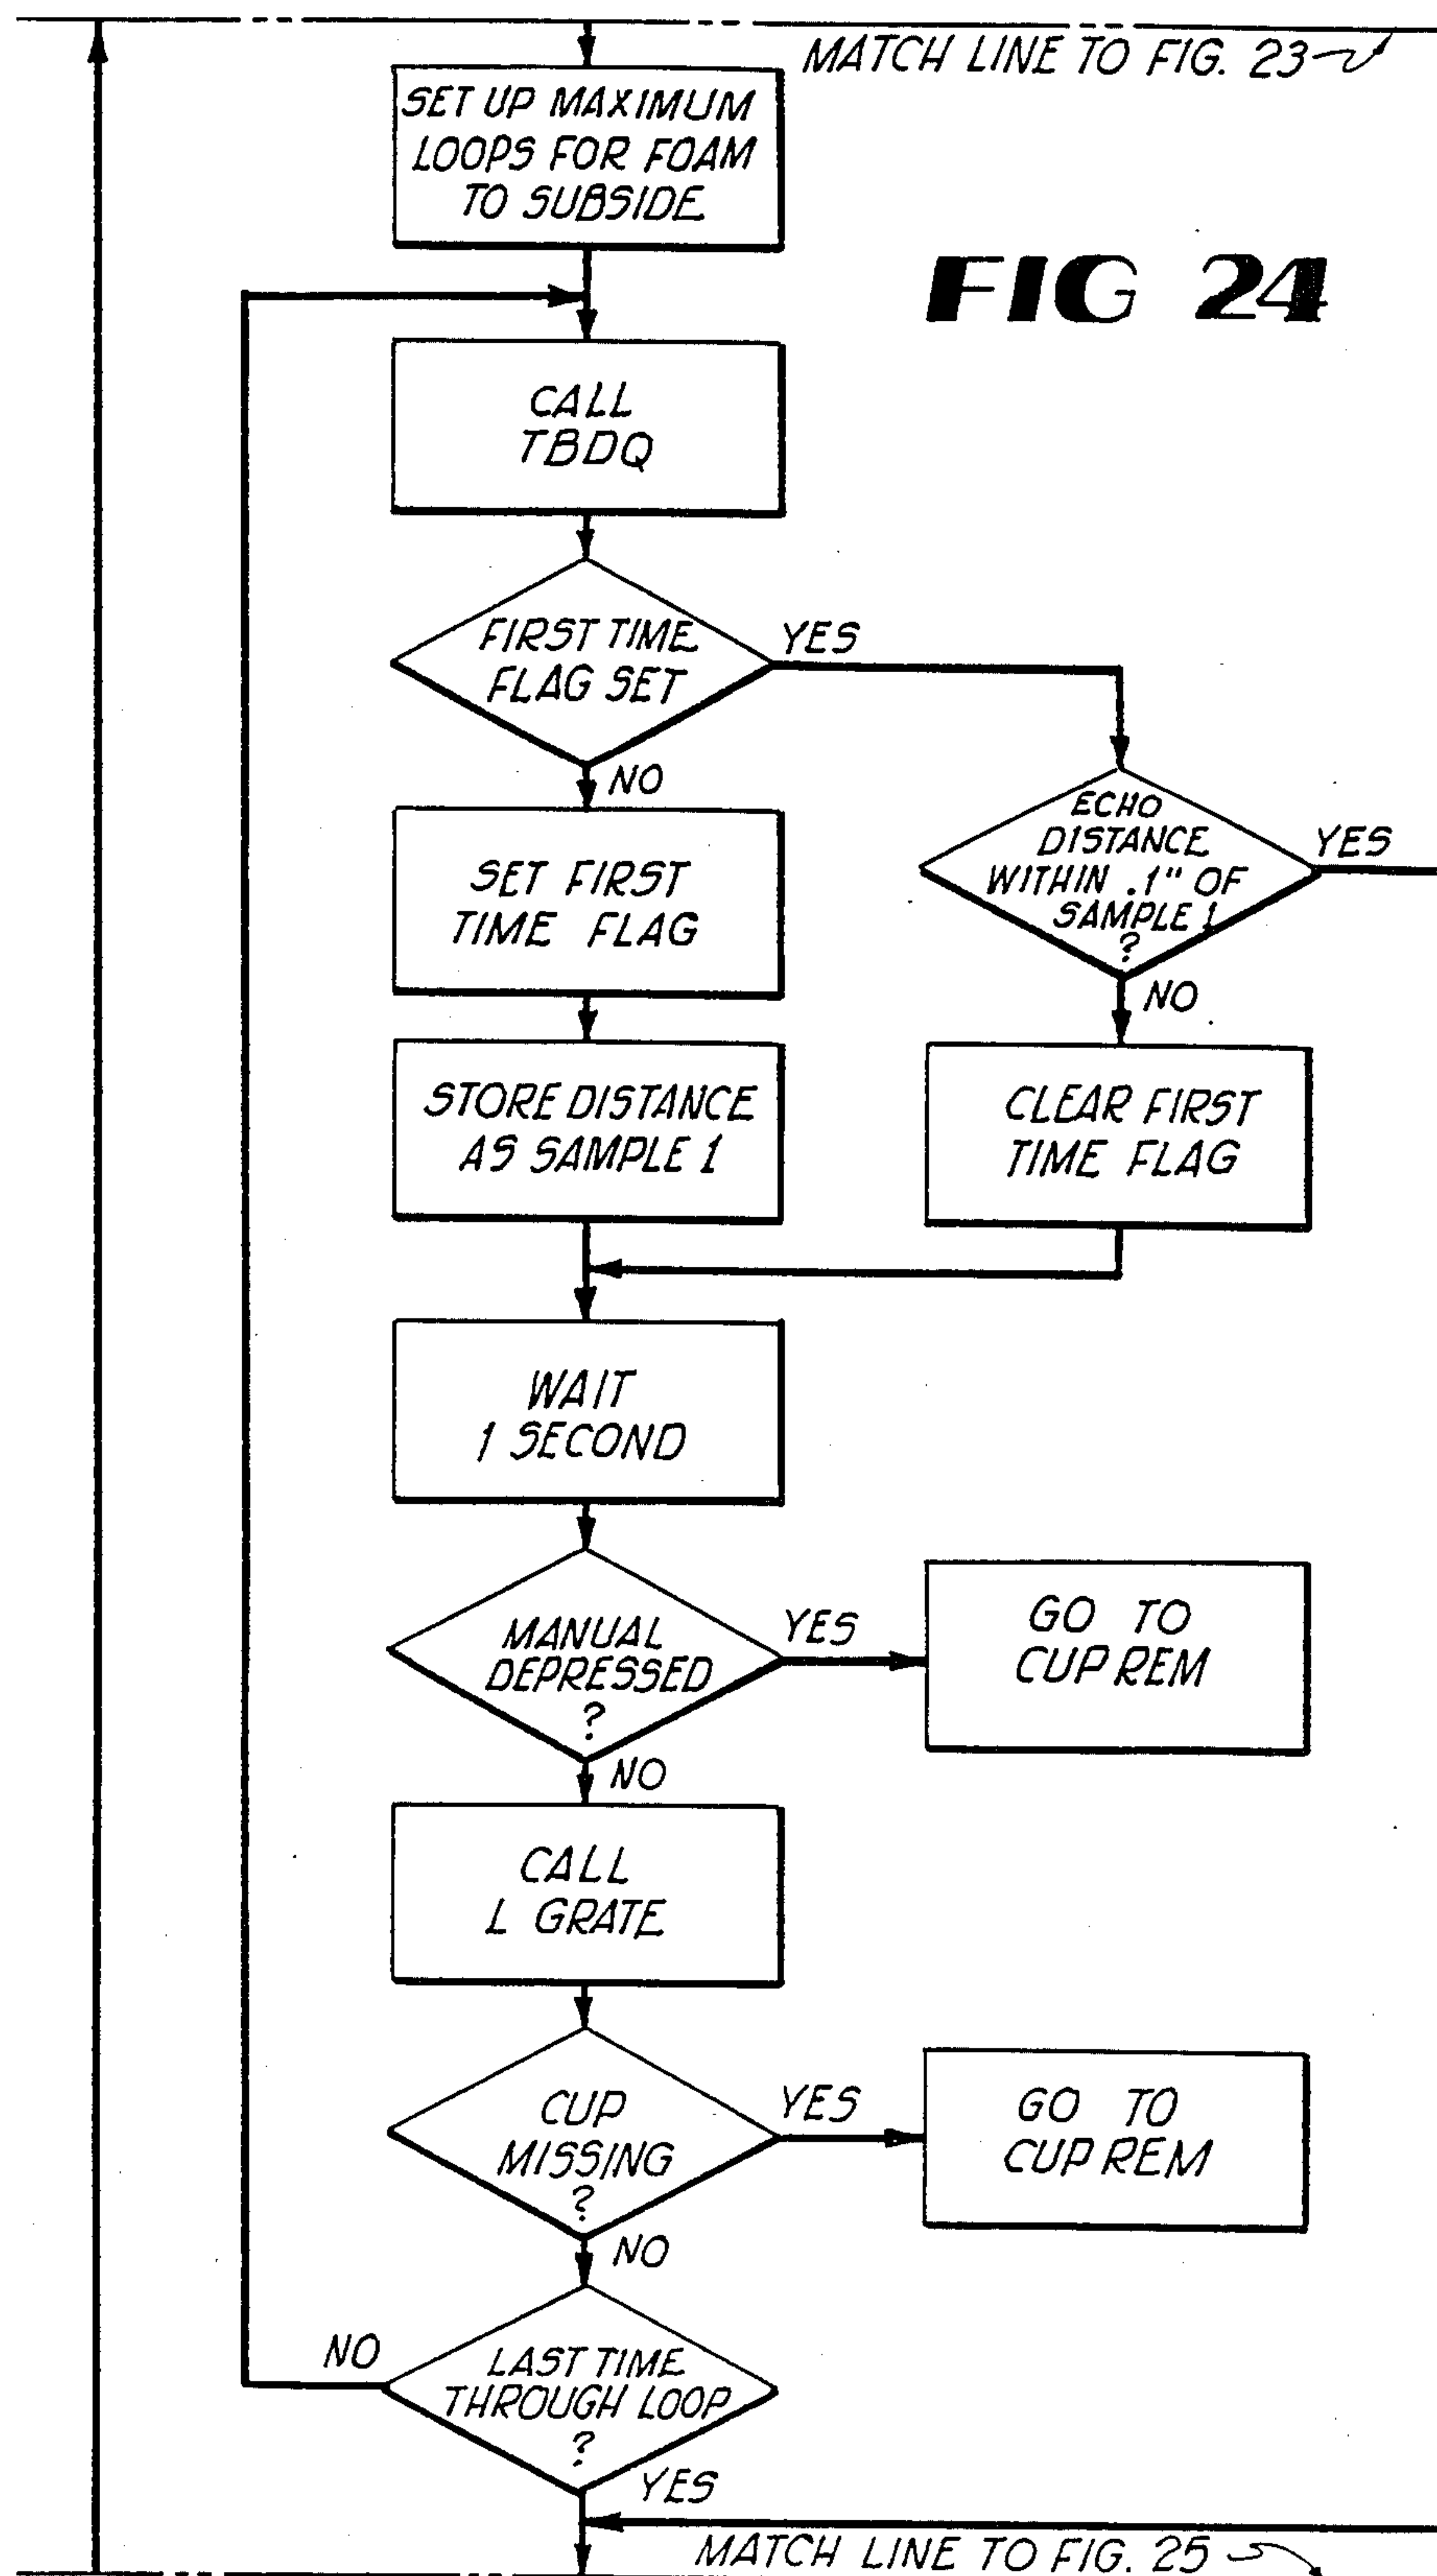 MATCH LINE TO FIG. 23
SET UP MAXIMUM
LOOPS FOR FOAM
TO SUBSIDE
FIG 24
CALL
TBDQ
FIRST TIME
FLAG SET
YES
NO
ECHO
DISTANCE
WITHIN .1" OF
SAMPLE 1
?
YES
NO
SET FIRST
TIME FLAG
STORE DISTANCE
AS SAMPLE 1
CLEAR FIRST
TIME FLAG
WAIT
1 SECOND
MANUAL
DEPRESSED
?
YES
GO TO
CUP REM
NO
CALL
L GRATE
CUP
MISSING
?
YES
GO TO
CUP REM
NO
LAST TIME
THROUGH LOOP
?
NO
YES
MATCH LINE TO FIG. 25